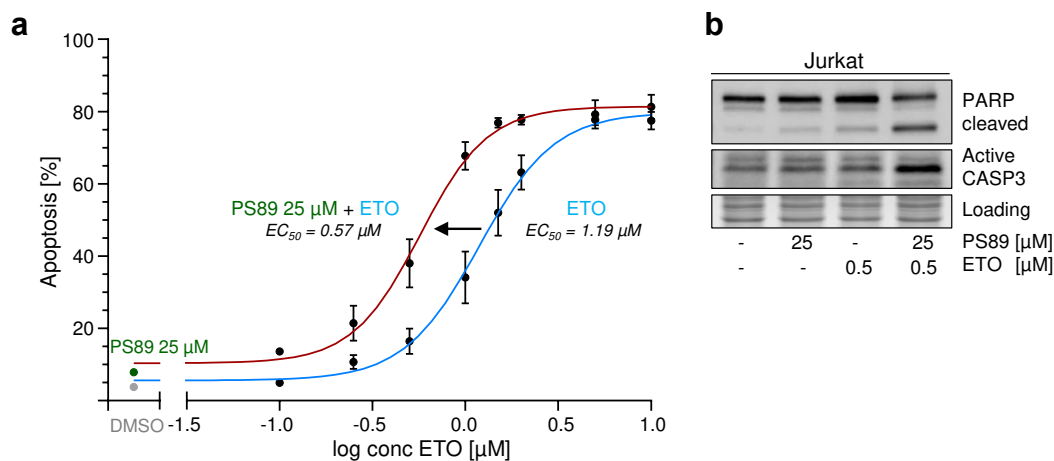 a
100
80
60
40
20
Apoptosis [%]
PS89 25 µM + ETO
EC50 = 0.57 µM
ETO
EC50 = 1.19 µM
PS89 25 µM
DMSO
-1.5
-1.0
-0.5
0.0
0.5
1.0
log conc ETO [µM]
b
Jurkat
PARP
cleaved
Active
CASP3
Loading
- 25 - 25 PS89 [µM]
- - 0.5 0.5 ETO [µM]